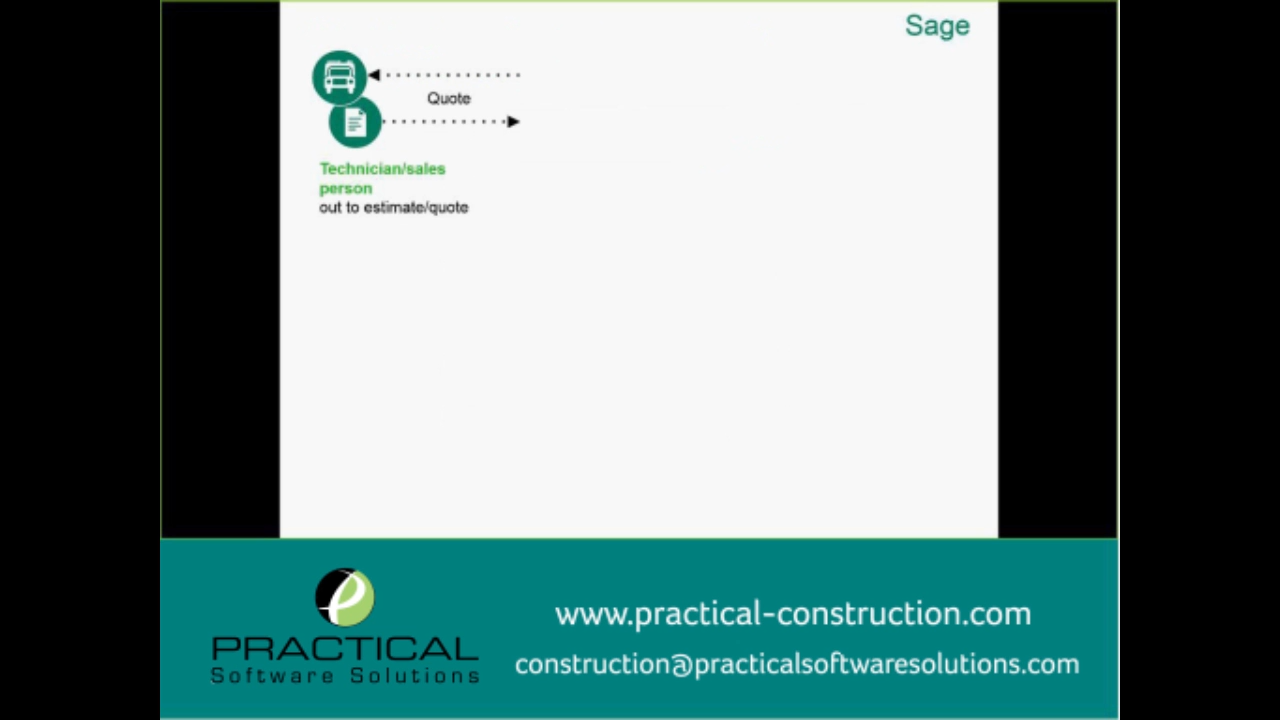 Sage
Quote
Technician/sales
person
out to estimate/quote
www.practical-construction.com
PRACTICAL
Software Solutions
construction@practicalsoftwaresolutions.com